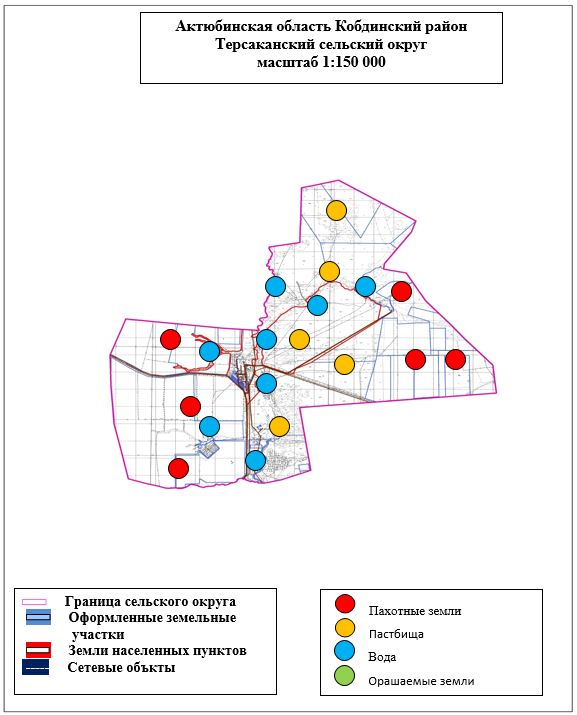 Актюбинская область Кобдинский район
Терсаканский сельский округ
масштаб 1:150 000
Граница сельского округа
Оформленные земельные
участки
Земли населенных пунктов
Сетевые объкты
Пахотные земли
Пастбища
Вода
Орашаемые земли